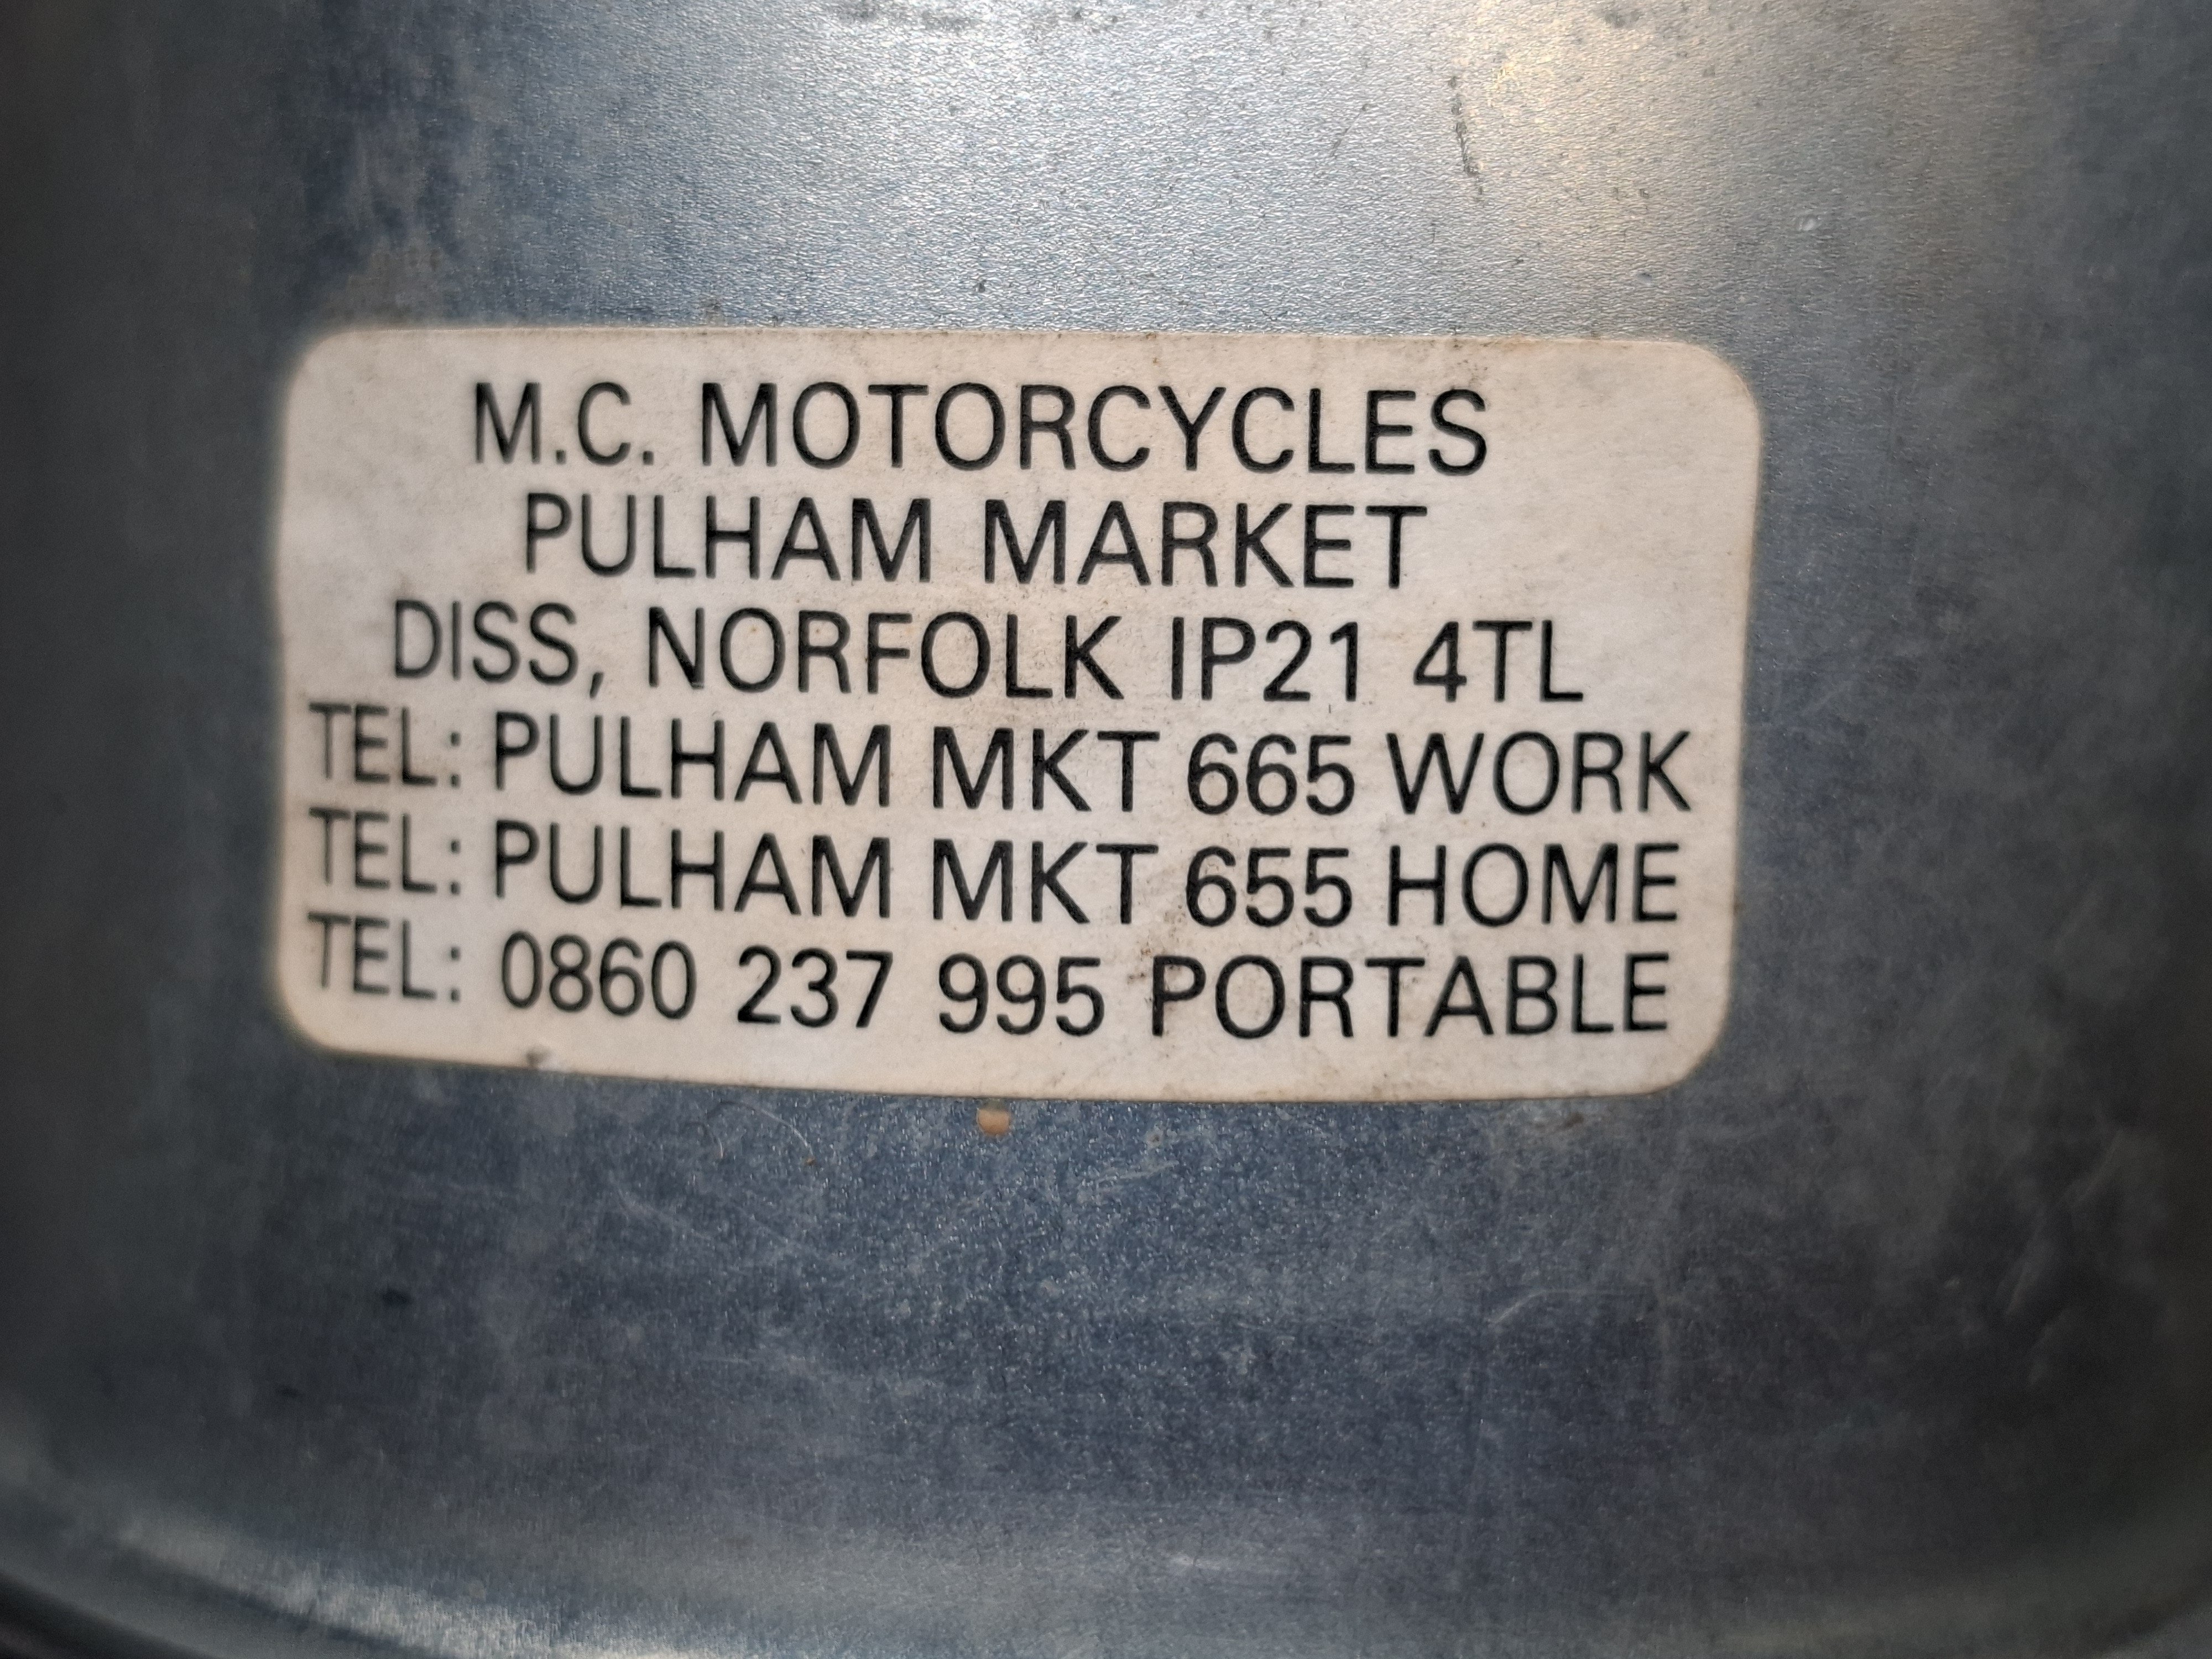 M.C. MOTORCYCLES
PULHAM MARKET
DISS, NORFOLK IP21 4TL
TEL: PULHAM MKT 665 WORK
TEL: PULHAM MKT 655 HOME
TEL: 0860 237 995 PORTABLE